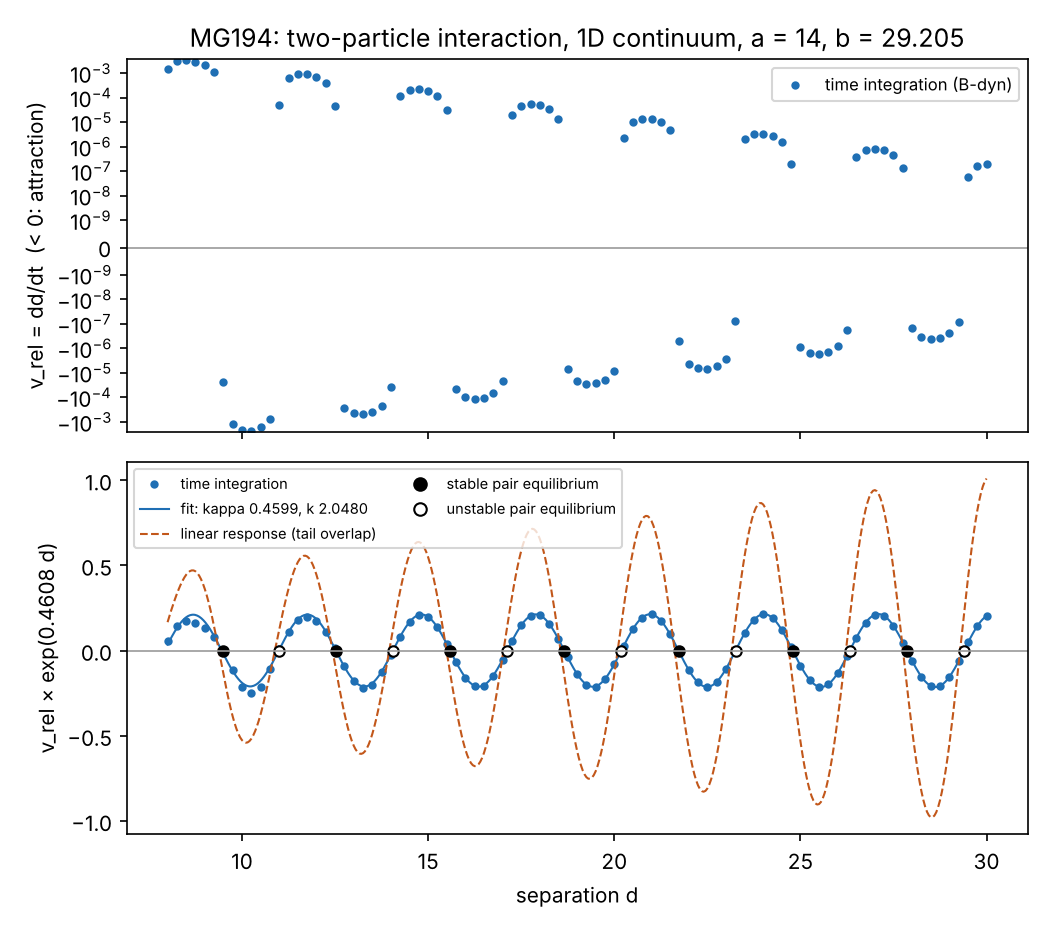 MG194: two-particle interaction, 1D continuum, a = 14, b = 29.205
v_rel = dd/dt  (< 0: attraction)
10⁻³
10⁻⁴
10⁻⁵
10⁻⁶
10⁻⁷
10⁻⁸
10⁻⁹
0
−10⁻⁹
−10⁻⁸
−10⁻⁷
−10⁻⁶
−10⁻⁵
−10⁻⁴
−10⁻³
time integration (B-dyn)
v_rel × exp(0.4608 d)
1.0
0.5
0.0
−0.5
−1.0
time integration
fit: kappa 0.4599, k 2.0480
linear response (tail overlap)
stable pair equilibrium
unstable pair equilibrium
10 15 20 25 30
separation d